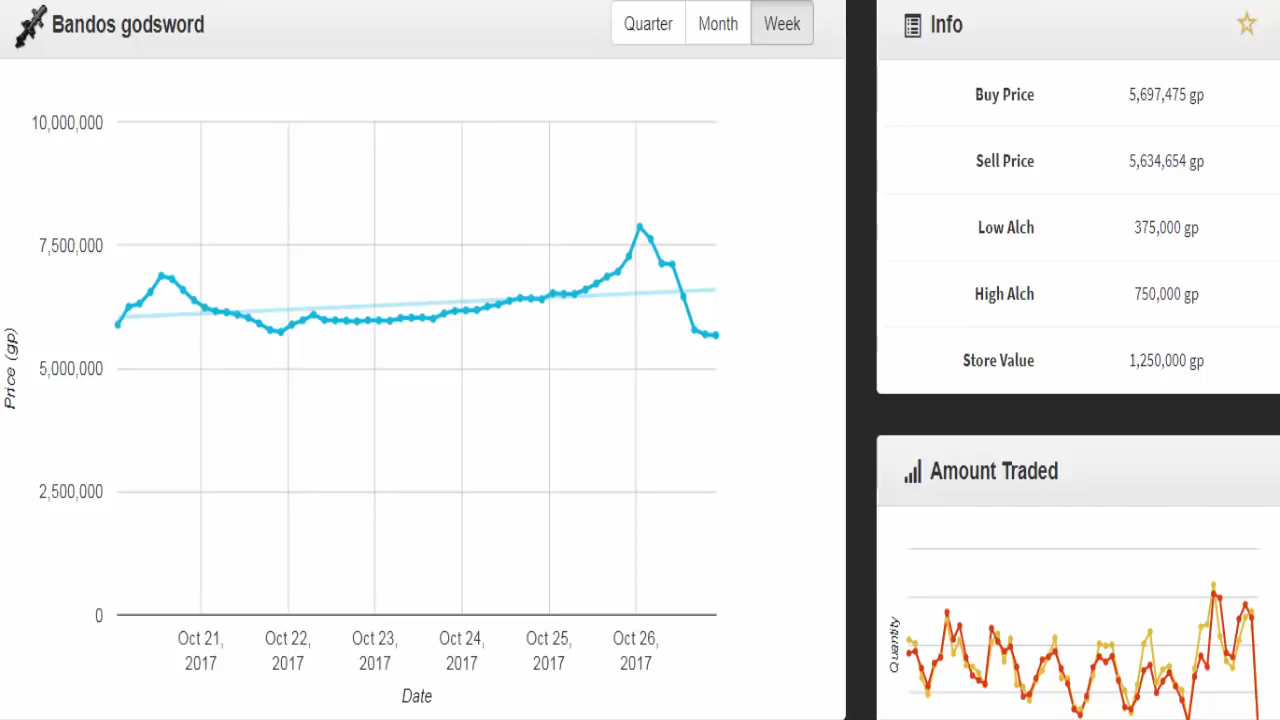 Bandos godsword
Quarter Month Week
10,000,000
7,500,000
5,000,000
2,500,000
0
Price (gp)
Oct 21, Oct 22, Oct 23, Oct 24, Oct 25, Oct 26,
2017 2017 2017 2017 2017 2017
Date
Info
Buy Price 5,697,475 gp
Sell Price 5,634,654 gp
Low Alch 375,000 gp
High Alch 750,000 gp
Store Value 1,250,000 gp
Amount Traded
Quantity